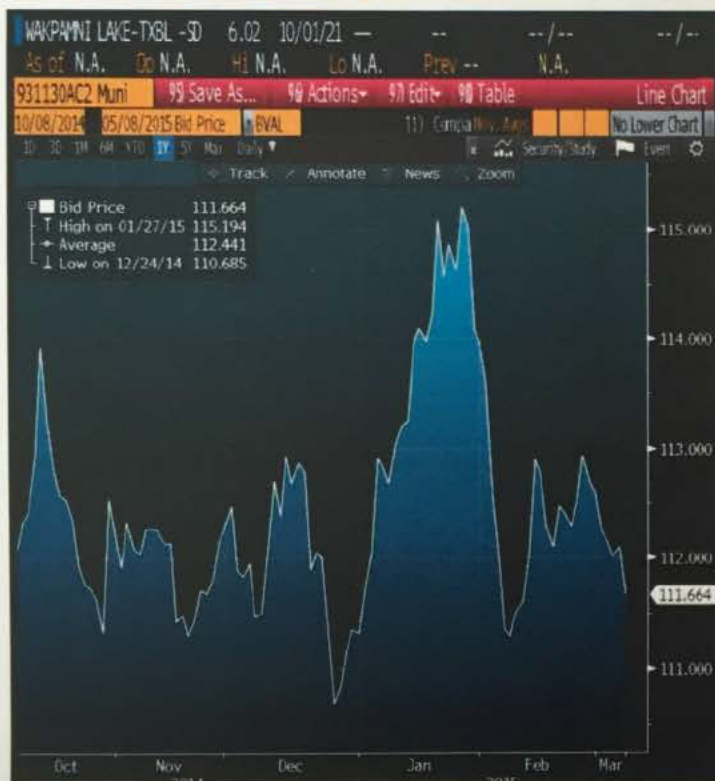 WAKPAMNI LAKE-TXBL -SD 6.02 10/01/21 — -- --/-- --/--
As of N.A. Op N.A. Hi N.A. Lo N.A. Prev -- N.A.
931130AC2 Muni 95) Save As... 96) Actions 97) Edit 98) Table Line Chart
10/08/2014 05/08/2015 Bid Price BVAL 11) Compa Mov. Avgs No Lower Chart
1D 3D 1M 6M YTD 1Y 5Y Max Daily Security/Study Event
Track Annotate News Zoom
Bid Price 111.664
High on 01/27/15 115.194
Average 112.441
Low on 12/24/14 110.685
115.000
114.000
113.000
112.000
111.664
111.000
Oct Nov Dec Jan Feb Mar
2014 2015